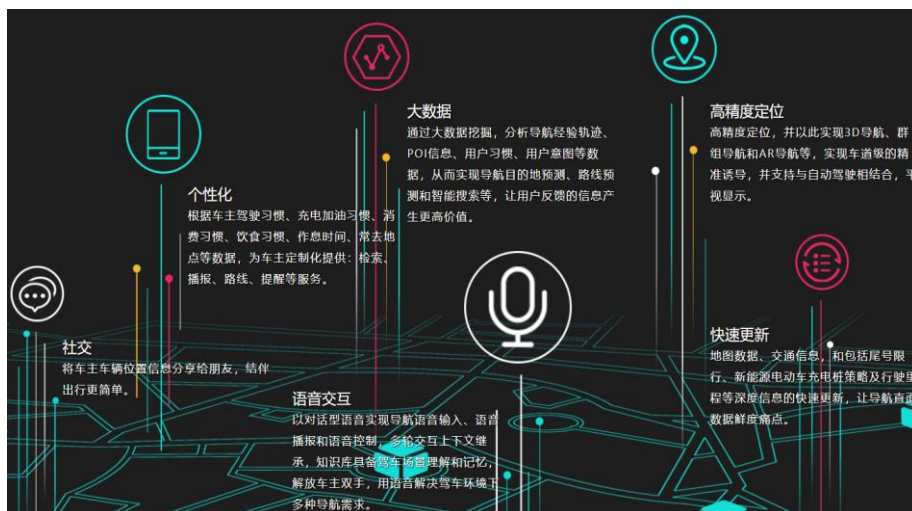 社交
将车主车辆位置信息分享给朋友，结伴
出行更简单。
个性化
根据车主驾驶习惯、充电加油习惯、消
费习惯、饮食习惯、作息时间、常去地
点等数据，为车主定制化提供：检索、
播报、路线、提醒等服务。
大数据
通过大数据挖掘，分析导航经验轨迹、
POI信息、用户习惯、用户意图等数
据，从而实现导航目的地预测、路线预
测和智能搜索等，让用户反馈的信息产
生更高价值。
语音交互
以对话型语音实现导航语音输入、语音
播报和语音控制，多轮交互上下文继
承，知识库具备驾车场景理解和记忆，
解放车主双手，用语音解决驾车环境下
多种导航需求。
高精度定位
高精度定位，并以此实现3D导航、群
组导航和AR导航等，实现车道级的精
准诱导，并支持与自动驾驶相结合，平
视显示。
快速更新
地图数据、交通信息，和包括尾号限
行、新能源电动车充电桩策略及行驶里
程等深度信息的快速更新，让导航直面
数据鲜度痛点。